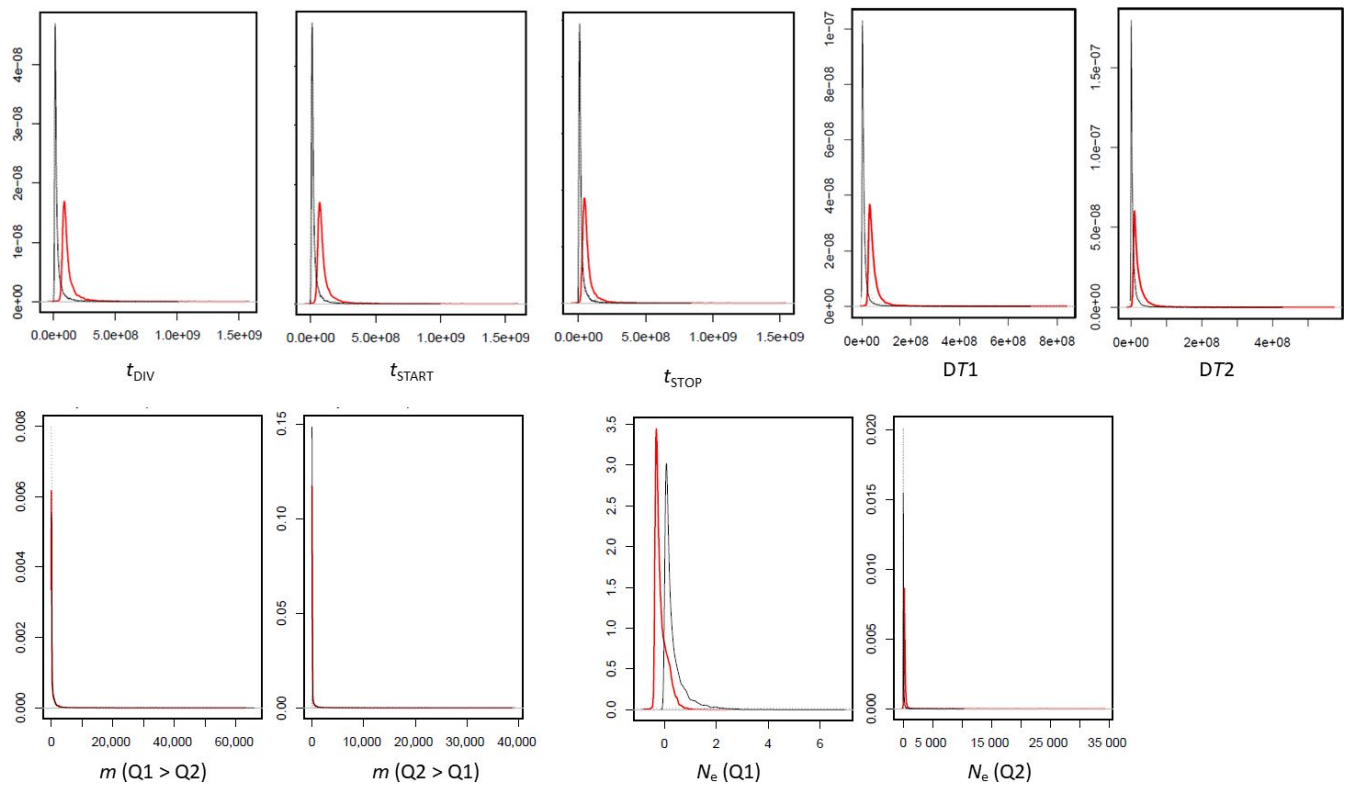 4e-08
3e-08
2e-08
1e-08
0e+00
0.0e+00 5.0e+08 1.0e+09 1.5e+09
t DIV
0.0e+00 5.0e+08 1.0e+09 1.5e+09
t START
0.0e+00 5.0e+08 1.0e+09 1.5e+09
t STOP
1e-07
8e-08
6e-08
4e-08
2e-08
0e+00
0e+00 2e+08 4e+08 6e+08 8e+08
DT1
1.5e-07
1.0e-07
5.0e-08
0.0e+00
0e+00 2e+08 4e+08
DT2
0.008
0.006
0.004
0.002
0.000
0 20,000 40,000 60,000
m (Q1 > Q2)
0.15
0.10
0.05
0.00
0 10,000 20,000 30,000 40,000
m (Q2 > Q1)
3.5
3.0
2.5
2.0
1.5
1.0
0.5
0.0
0 2 4 6
Ne (Q1)
0.020
0.015
0.010
0.005
0.000
0 5 000 15 000 25 000 35 000
Ne (Q2)